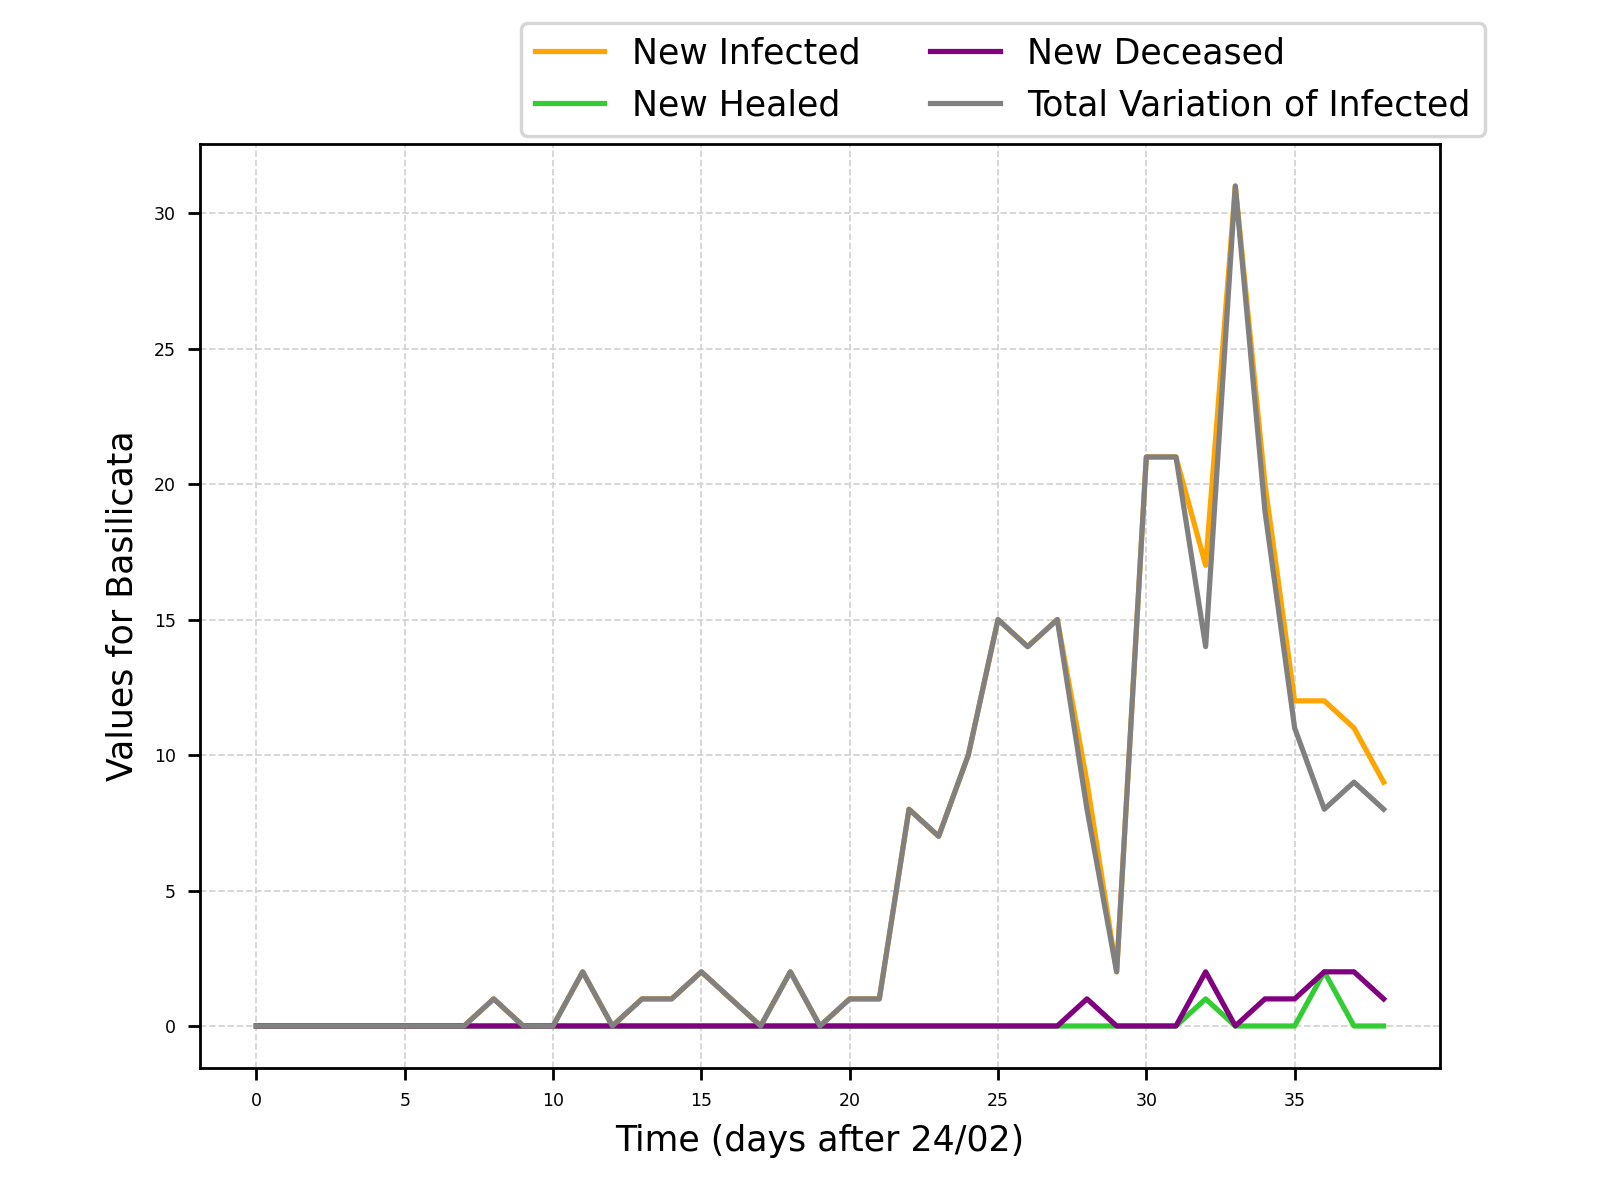 New Infected
New Healed
New Deceased
Total Variation of Infected
Values for Basilicata
30
25
20
15
10
5
0
0 5 10 15 20 25 30 35
Time (days after 24/02)